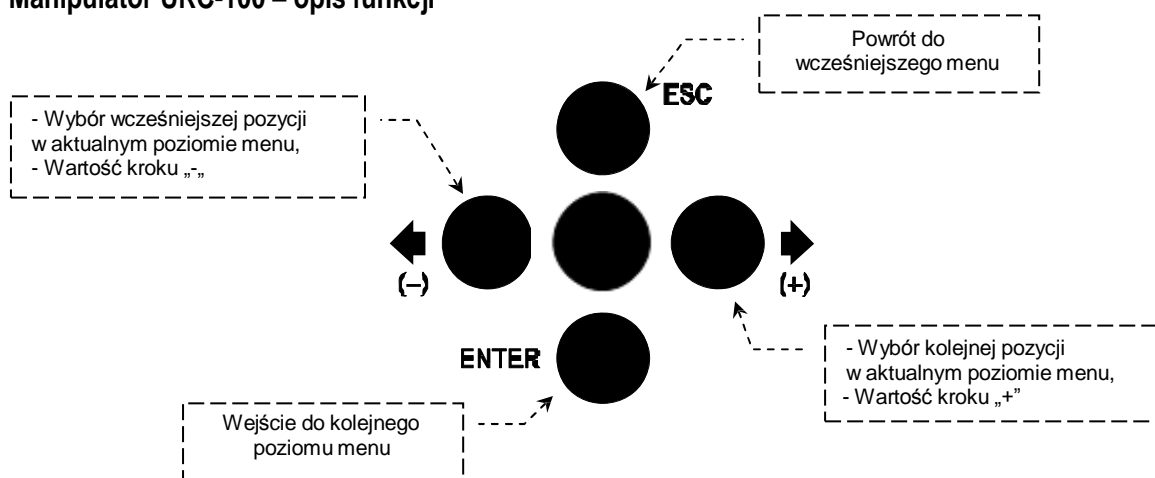 Manipulator URC-100 – opis funkcji
Powrót do
wcześniejszego menu
ESC
- Wybór wcześniejszej pozycji
w aktualnym poziomie menu,
- Wartość kroku „-„
(–)
(+)
ENTER
- Wybór kolejnej pozycji
w aktualnym poziomie menu,
- Wartość kroku „+”
Wejście do kolejnego
poziomu menu